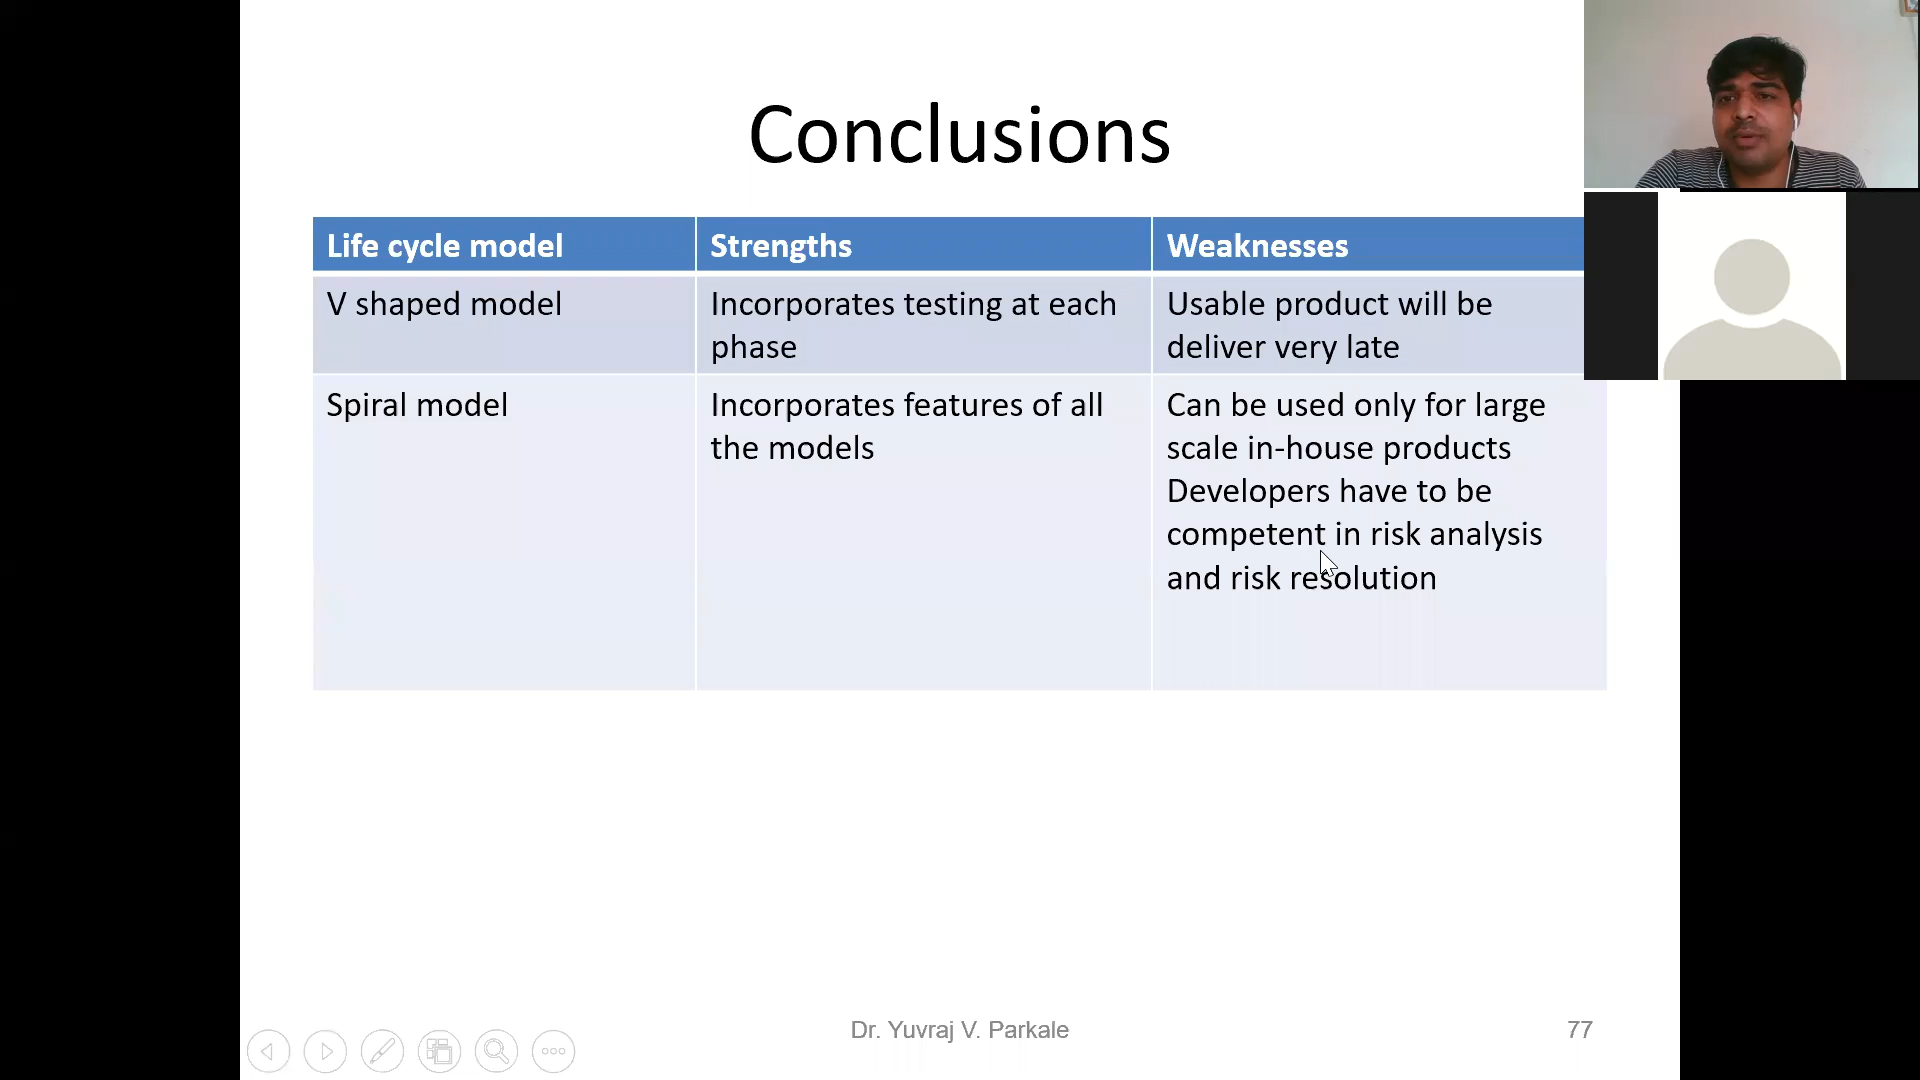 Conclusions
Life cycle model
Strengths
Weaknesses
V shaped model
Incorporates testing at each
phase
Usable product will be
deliver very late
Spiral model
Incorporates features of all
the models
Can be used only for large
scale in-house products
Developers have to be
competent in risk analysis
and risk resolution
Dr. Yuvraj V. Parkale
77